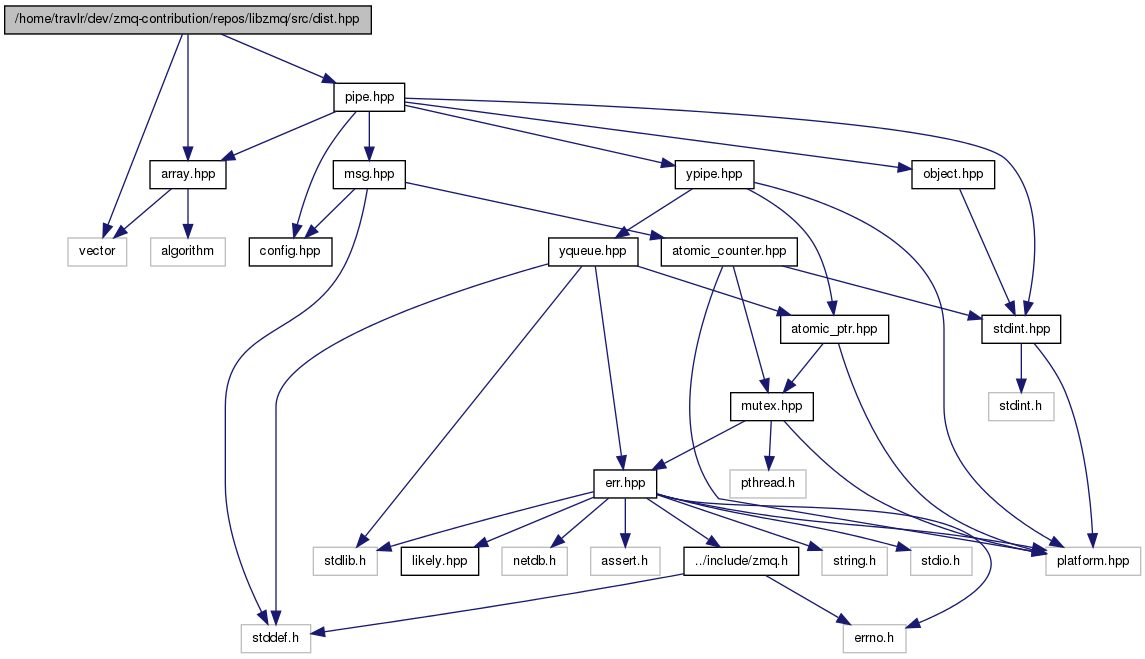 /home/travlr/dev/zmq-contribution/repos/libzmq/src/dist.hpp
pipe.hpp
array.hpp
msg.hpp
ypipe.hpp
object.hpp
vector
algorithm
config.hpp
yqueue.hpp
atomic_counter.hpp
atomic_ptr.hpp
stdint.hpp
mutex.hpp
stdint.h
err.hpp
pthread.h
stdlib.h
likely.hpp
netdb.h
assert.h
../include/zmq.h
string.h
stdio.h
platform.hpp
stddef.h
errno.h